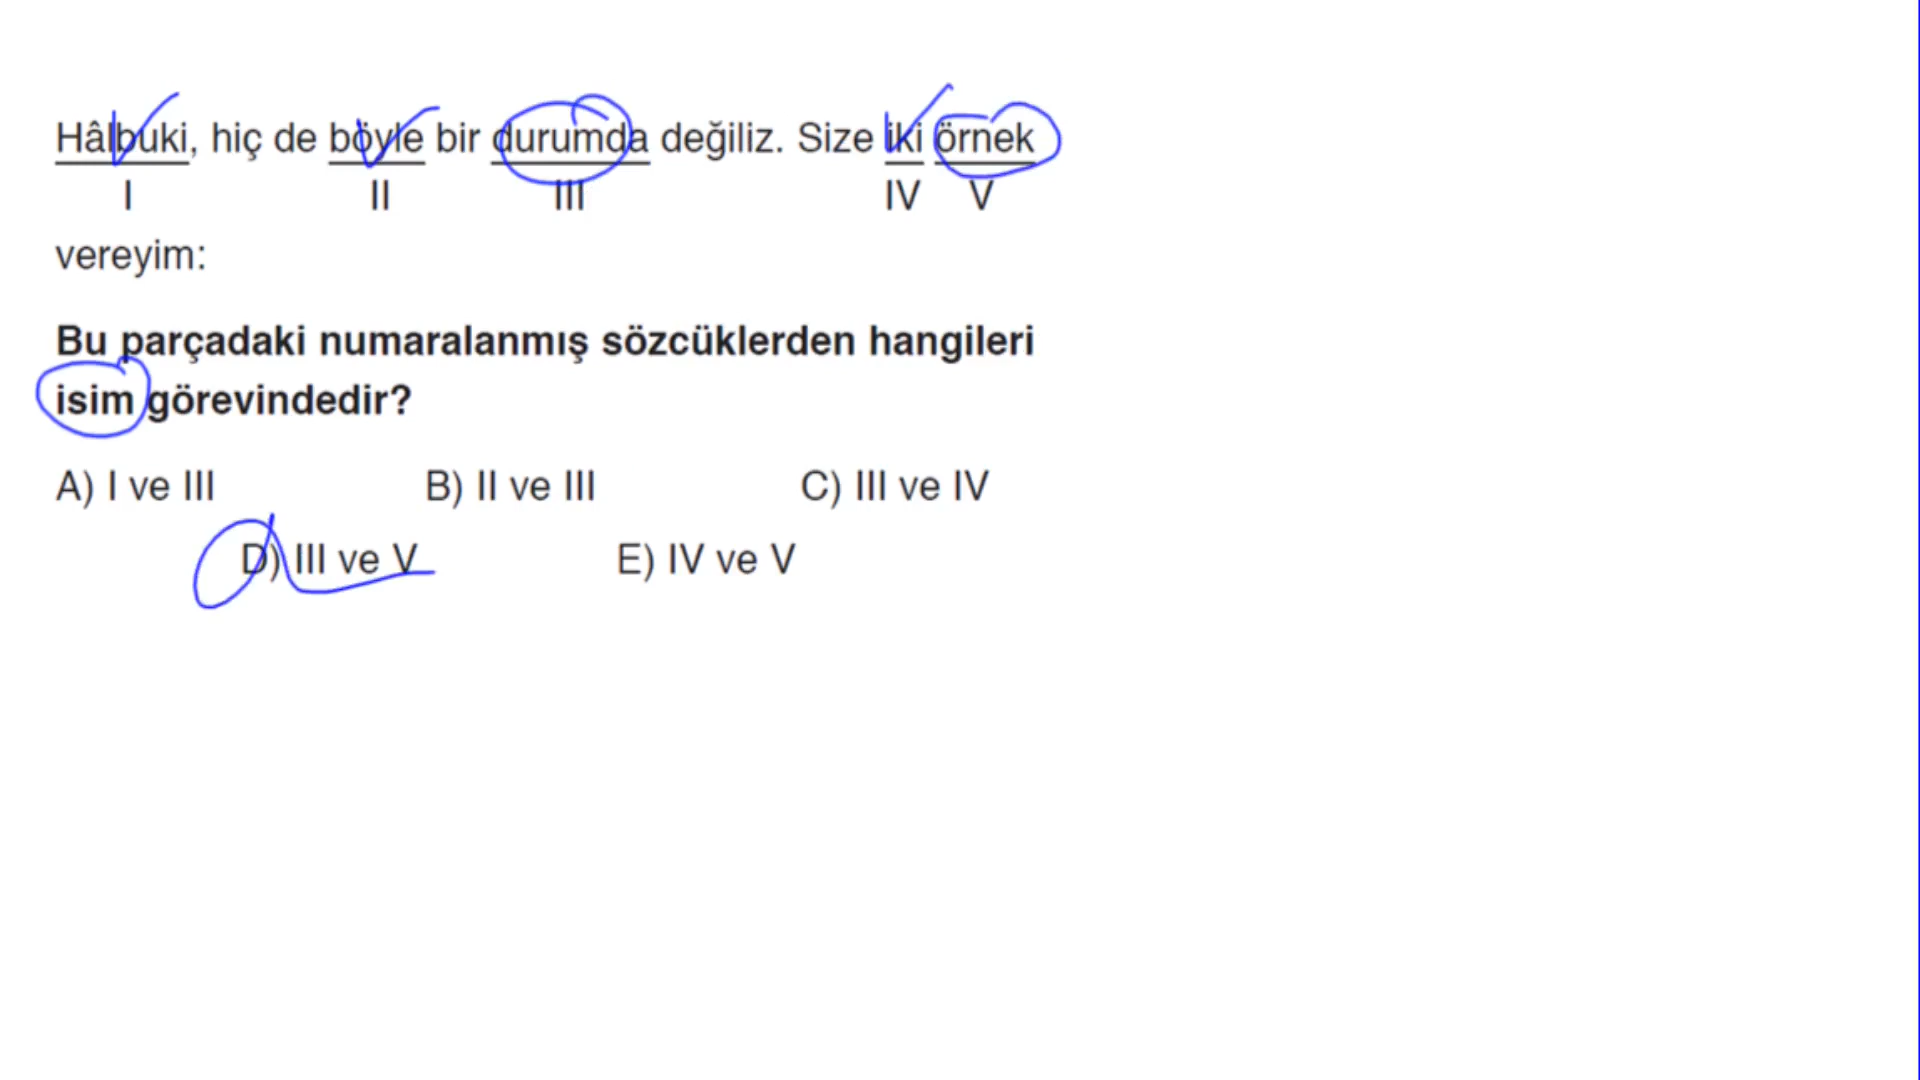 Hâlbuki, hiç de böyle bir durumda değiliz. Size iki örnek
I II III IV V
vereyim:
Bu parçadaki numaralanmış sözcüklerden hangileri
isim görevindedir?
A) I ve III B) II ve III C) III ve IV
D) III ve V E) IV ve V